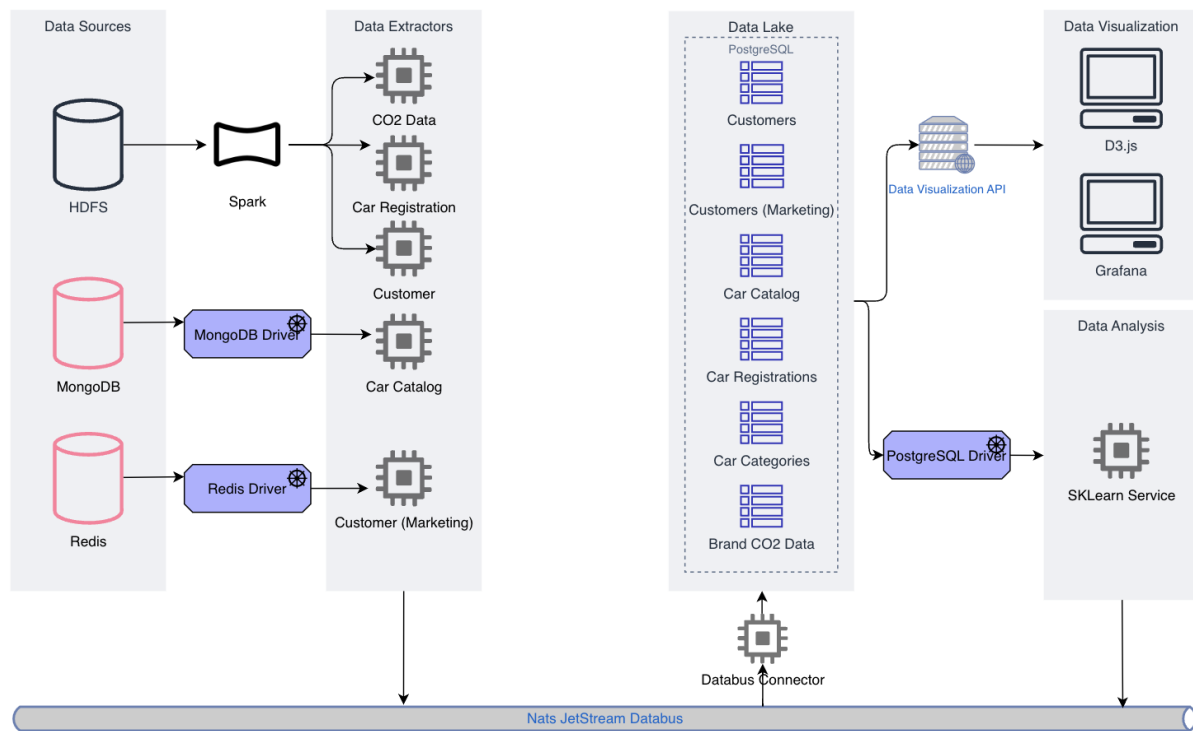 Data Sources
HDFS
MongoDB
Redis
Spark
MongoDB Driver
Redis Driver
Data Extractors
CO2 Data
Car Registration
Customer
Car Catalog
Customer (Marketing)
Data Lake
PostgreSQL
Customers
Customers (Marketing)
Car Catalog
Car Registrations
Car Categories
Brand CO2 Data
Databus Connector
Data Visualization API
PostgreSQL Driver
Data Visualization
D3.js
Grafana
Data Analysis
SKLearn Service
Nats JetStream Databus